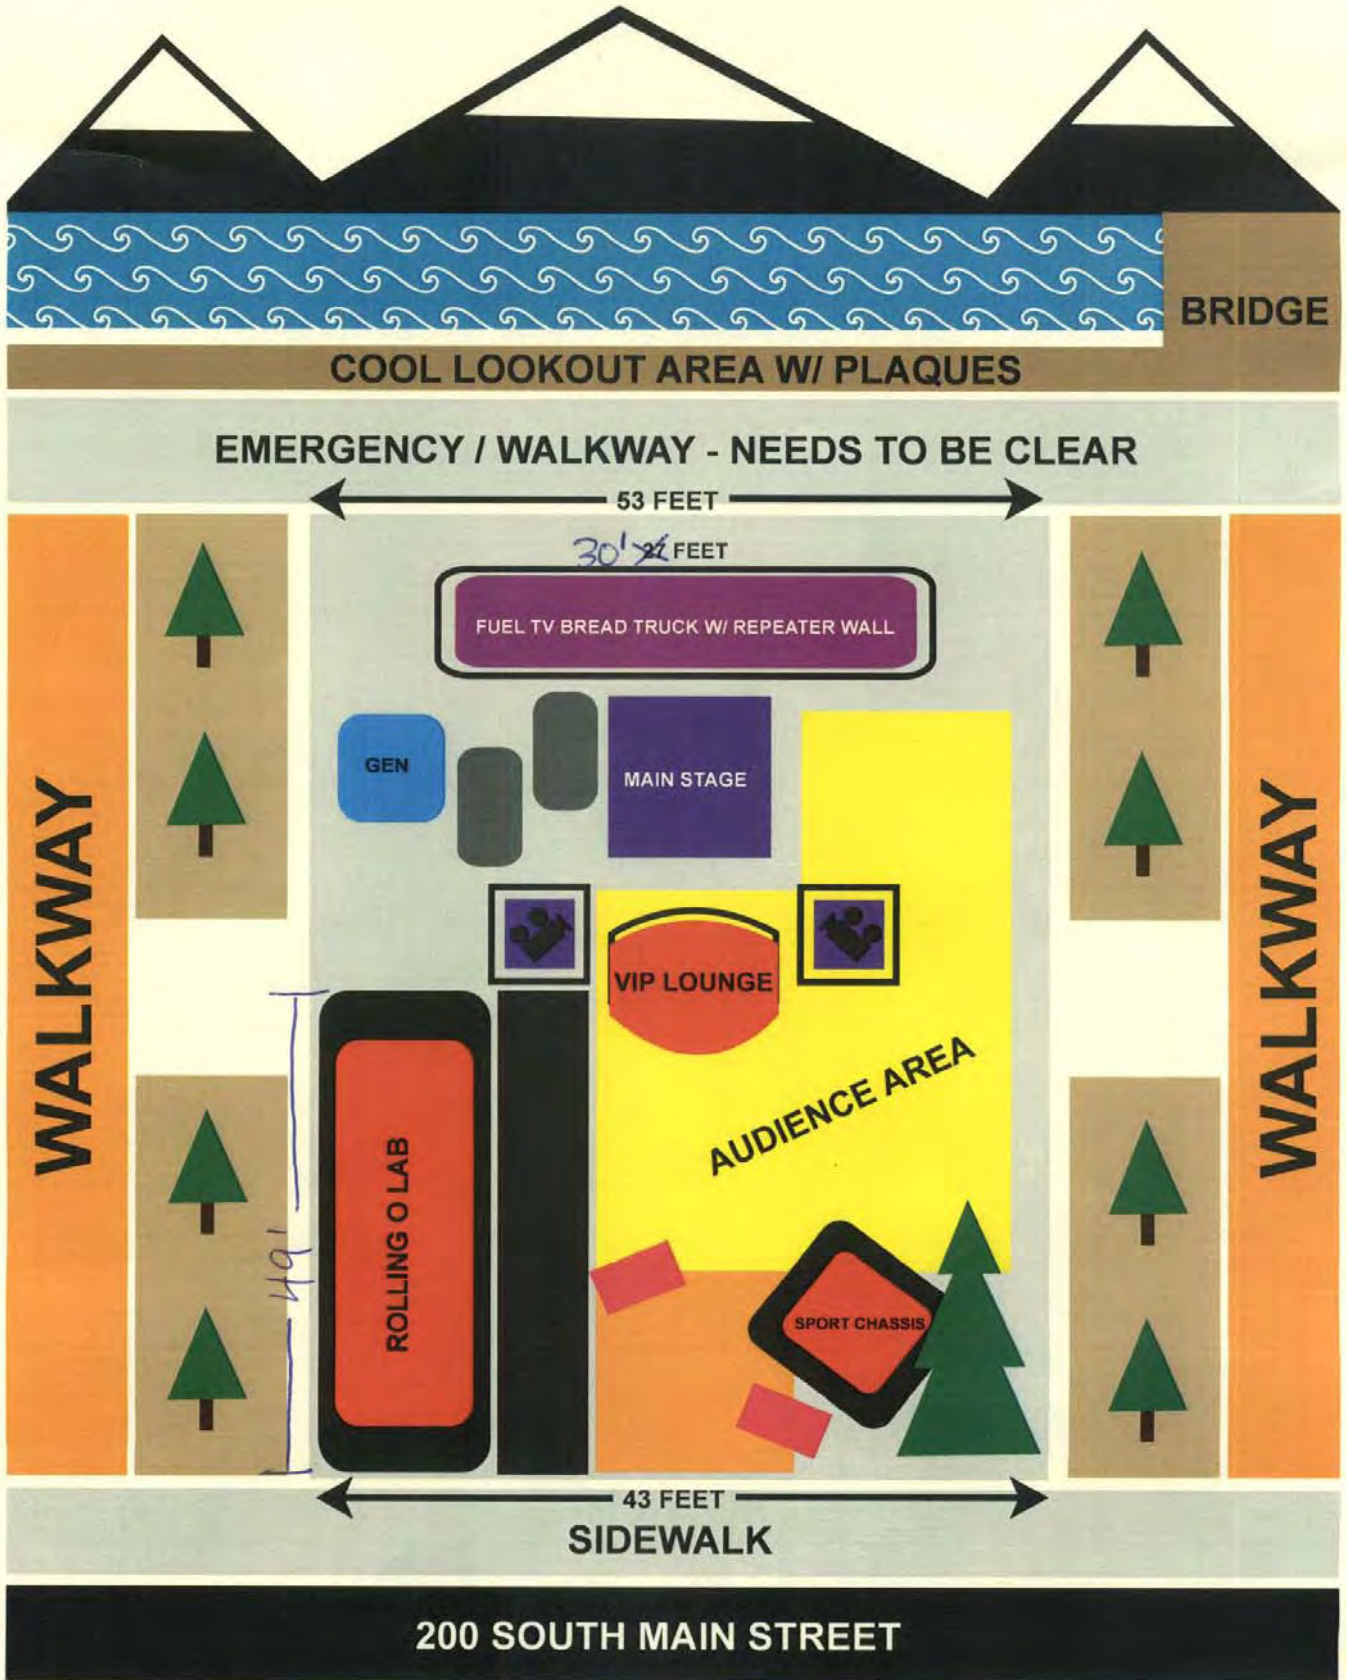 BRIDGE
COOL LOOKOUT AREA W/ PLAQUES
EMERGENCY / WALKWAY - NEEDS TO BE CLEAR
53 FEET
30' 27 FEET
FUEL TV BREAD TRUCK W/ REPEATER WALL
GEN
MAIN STAGE
WALKWAY
WALKWAY
VIP LOUNGE
AUDIENCE AREA
ROLLING O LAB
49'
SPORT CHASSIS
43 FEET
SIDEWALK
200 SOUTH MAIN STREET